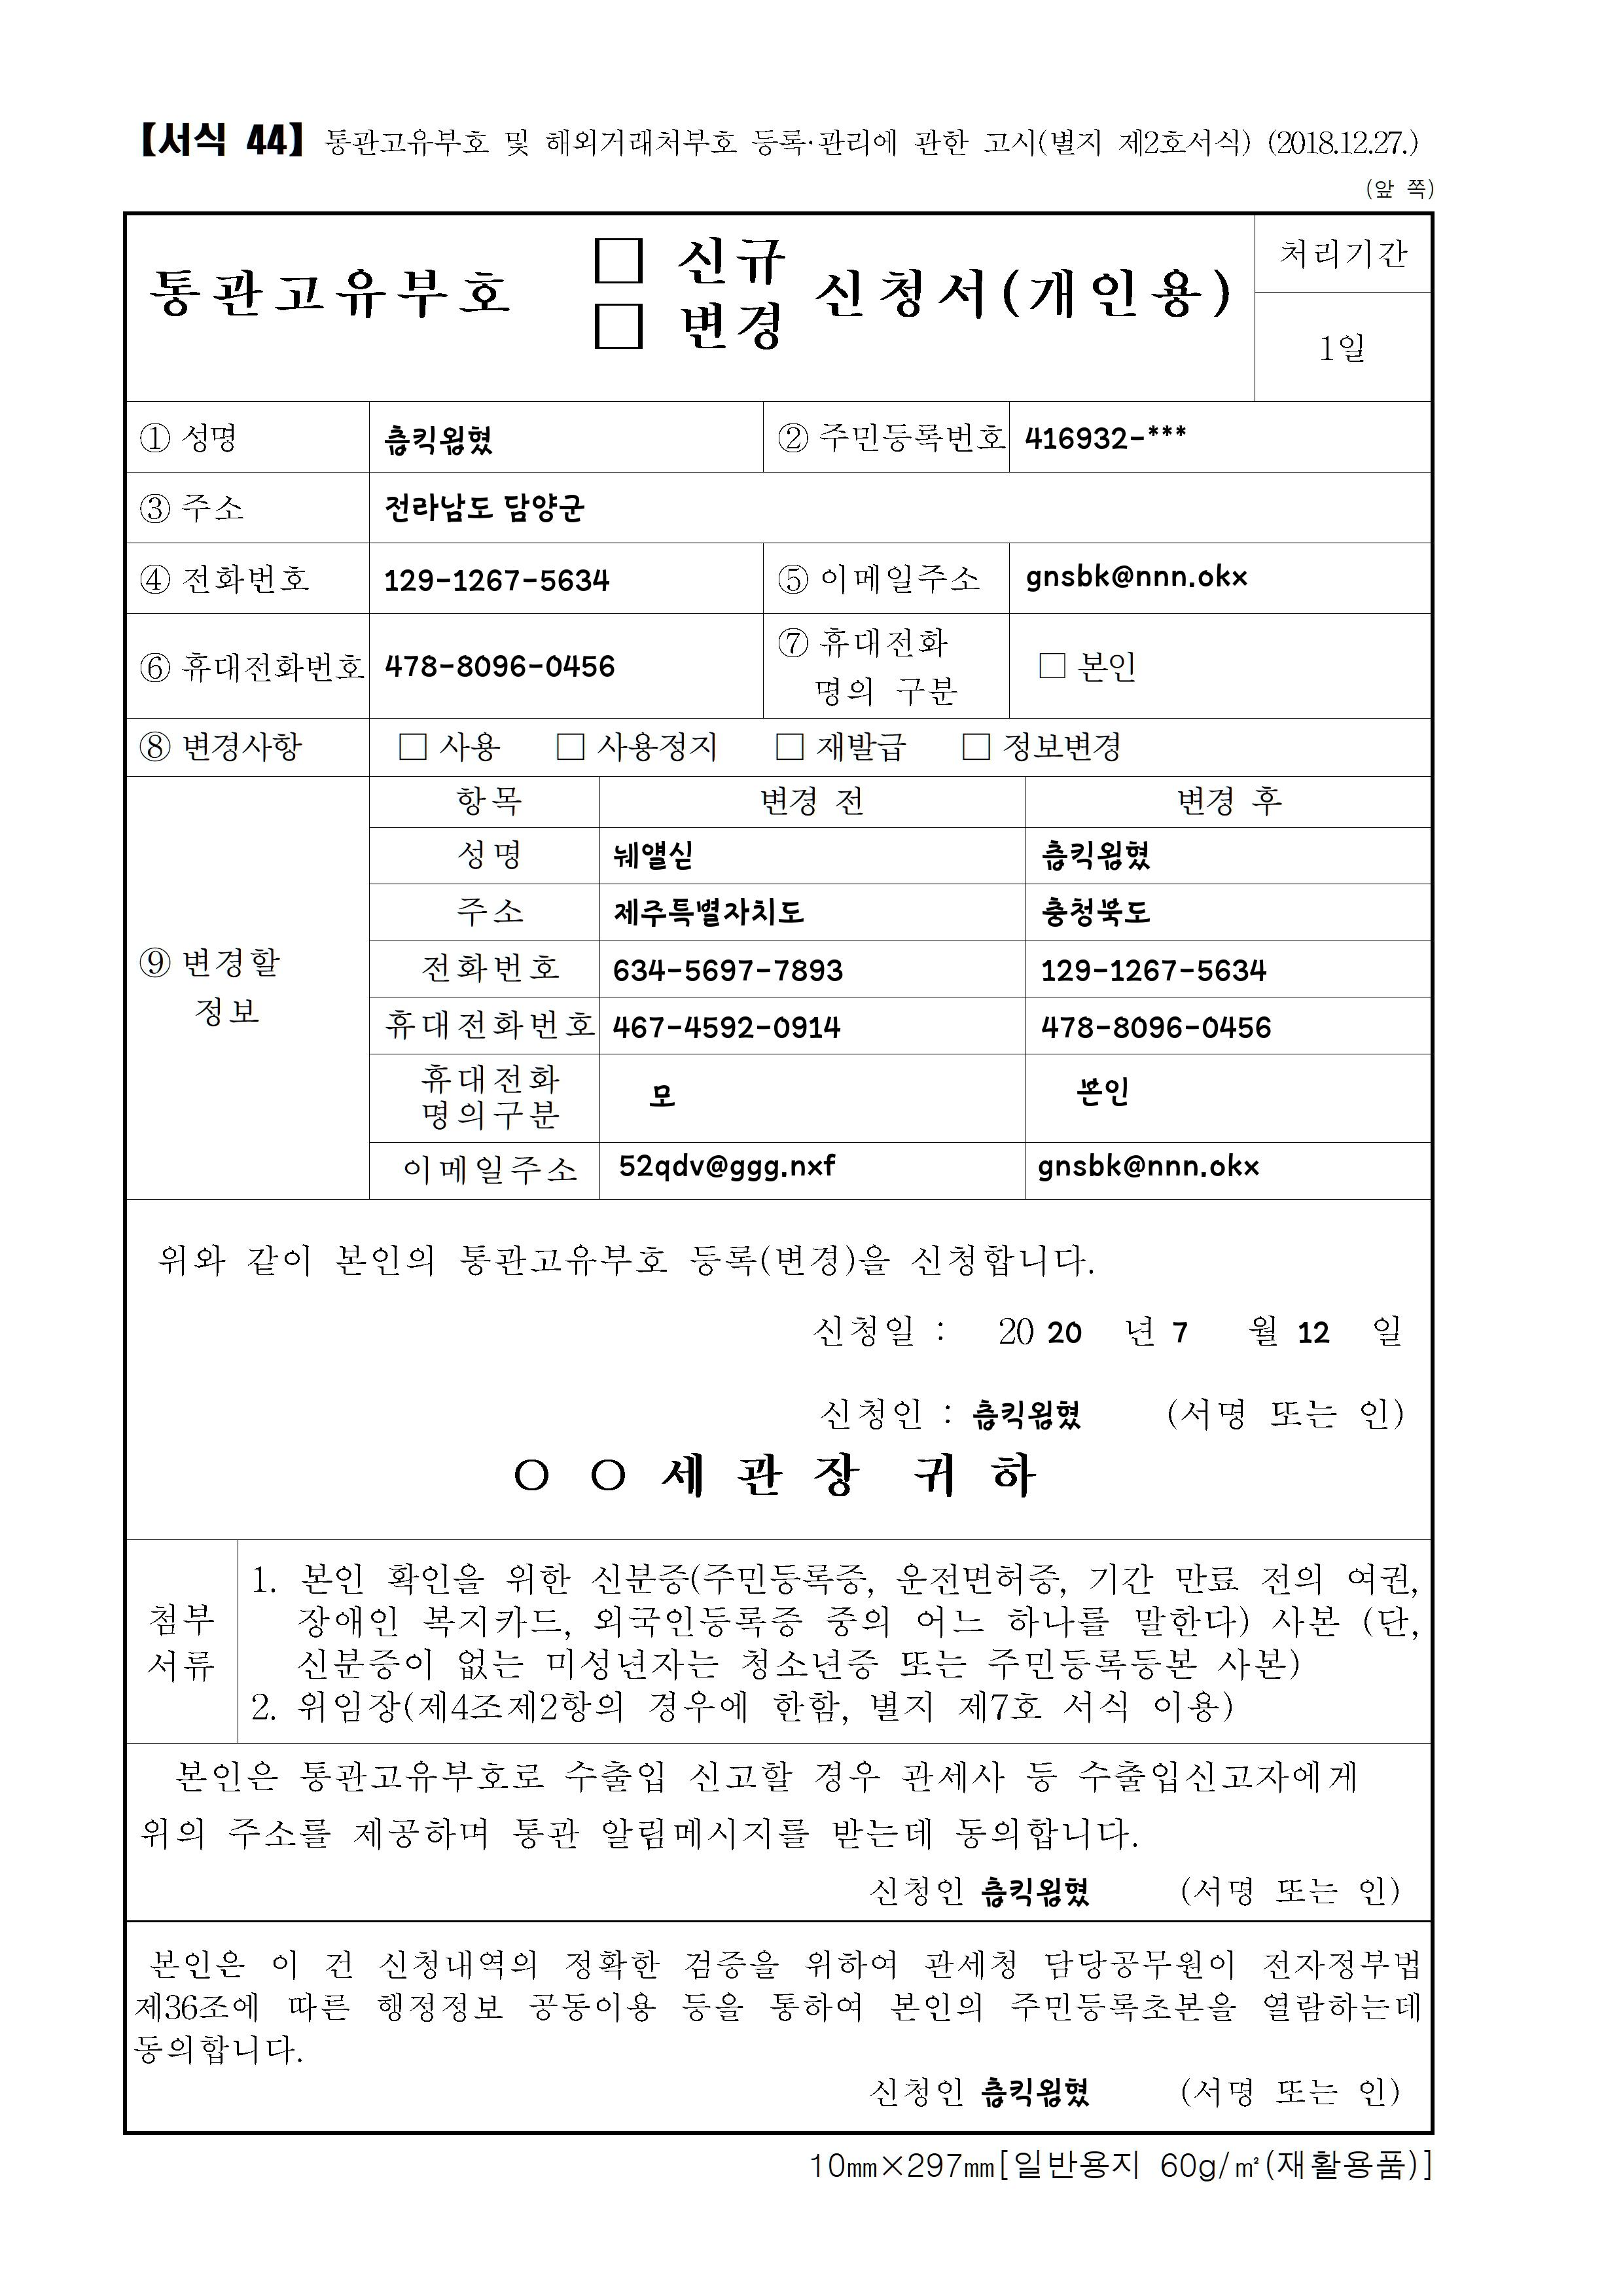 【서식 44】 통관고유부호 및 해외거래처부호 등록·관리에 관한 고시(별지 제2호서식) (2018.12.27.)
(앞 쪽)
통관고유부호 □ 신규 □ 변경 신청서(개인용)
처리기간
1일
① 성명
② 주민등록번호 416932-***
③ 주소 전라남도 담양군
④ 전화번호 129-1267-5634 ⑤ 이메일주소 gnsbk@nnn.okx
⑥ 휴대전화번호 478-8096-0456 ⑦ 휴대전화 명의 구분 □ 본인
⑧ 변경사항 □ 사용 □ 사용정지 □ 재발급 □ 정보변경
⑨ 변경할 정보
항목 변경 전 변경 후
성명
주소 제주특별자치도 충청북도
전화번호 634-5697-7893 129-1267-5634
휴대전화번호 467-4592-0914 478-8096-0456
휴대전화 명의구분 모 본인
이메일주소 52qdv@ggg.nxf gnsbk@nnn.okx
위와 같이 본인의 통관고유부호 등록(변경)을 신청합니다.
신청일 : 20 20 년 7 월 12 일
신청인 : (서명 또는 인)
○ ○ 세 관 장 귀 하
첨부 서류
1. 본인 확인을 위한 신분증(주민등록증, 운전면허증, 기간 만료 전의 여권,
장애인 복지카드, 외국인등록증 중의 어느 하나를 말한다) 사본 (단,
신분증이 없는 미성년자는 청소년증 또는 주민등록등본 사본)
2. 위임장(제4조제2항의 경우에 한함, 별지 제7호 서식 이용)
본인은 통관고유부호로 수출입 신고할 경우 관세사 등 수출입신고자에게
위의 주소를 제공하며 통관 알림메시지를 받는데 동의합니다.
신청인 (서명 또는 인)
본인은 이 건 신청내역의 정확한 검증을 위하여 관세청 담당공무원이 전자정부법
제36조에 따른 행정정보 공동이용 등을 통하여 본인의 주민등록초본을 열람하는데
동의합니다.
신청인 (서명 또는 인)
10㎜×297㎜[일반용지 60g/㎡(재활용품)]